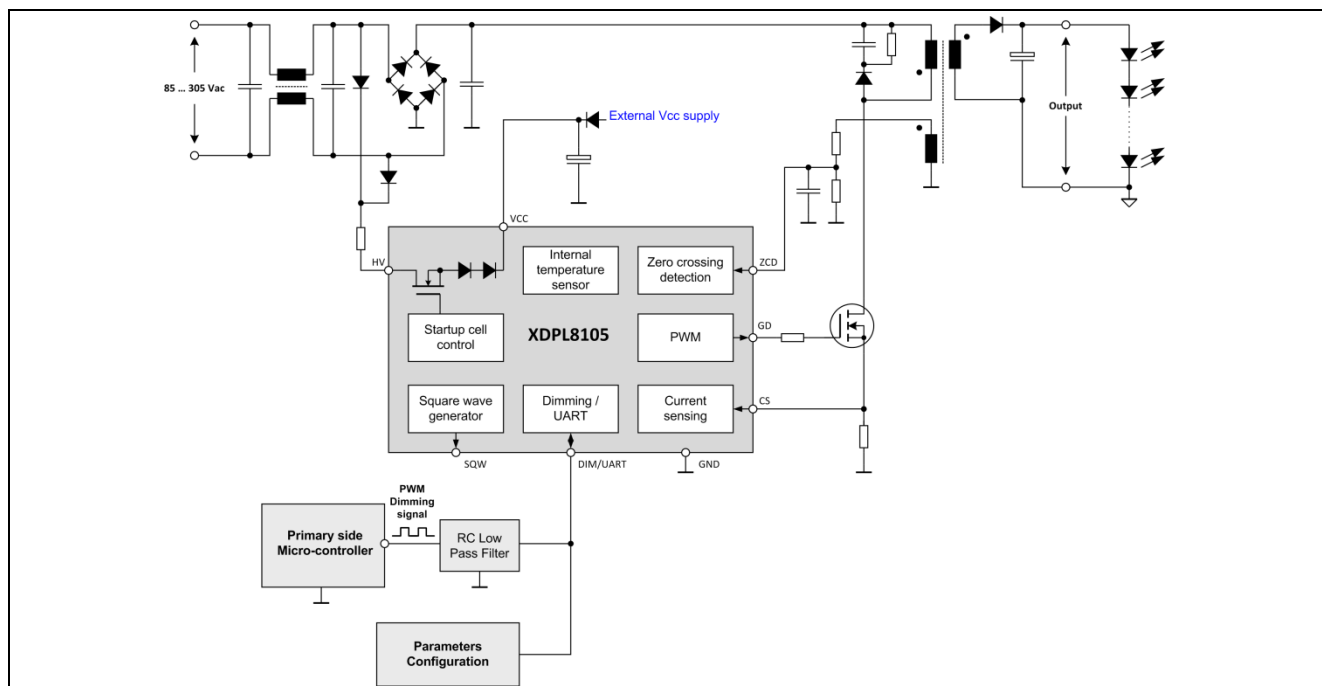 85 ... 305 Vac
External Vcc supply
Output
VCC
HV
Internal
temperature
sensor
Zero crossing
detection
ZCD
Startup cell
control
XDPL8105
PWM
GD
Square wave
generator
Dimming /
UART
Current
sensing
CS
SQW
DIM/UART
GND
PWM
Dimming
signal
Primary side
Micro-controller
RC Low
Pass Filter
Parameters
Configuration